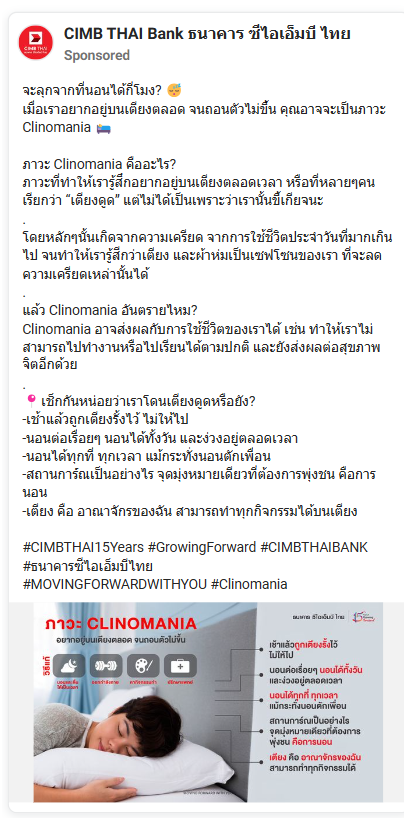 CIMB THAI Bank ธนาคาร ซีไอเอ็มบี ไทย
Sponsored
จะลุกจากที่นอนได้กี่โมง? 😴
เมื่อเราอยากอยู่บนเตียงตลอด จนถอนตัวไม่ขึ้น คุณอาจจะเป็นภาวะ
Clinomania 🛌
ภาวะ Clinomania คืออะไร?
ภาวะที่ทำให้เรารู้สึกอยากอยู่บนเตียงตลอดเวลา หรือที่หลายๆคน
เรียกว่า “เตียงดูด” แต่ไม่ได้เป็นเพราะว่าเรานั้นขี้เกียจนะ
.
โดยหลักๆนั้นเกิดจากความเครียด จากการใช้ชีวิตประจำวันที่มากเกิน
ไป จนทำให้เรารู้สึกว่าเตียง และผ้าห่มเป็นเซฟโซนของเรา ที่จะลด
ความเครียดเหล่านั้นได้
.
แล้ว Clinomania อันตรายไหม?
Clinomania อาจส่งผลกับการใช้ชีวิตของเราได้ เช่น ทำให้เราไม่
สามารถไปทำงานหรือไปเรียนได้ตามปกติ และยังส่งผลต่อสุขภาพ
จิตอีกด้วย
.
📍 เช็กกันหน่อยว่าเราโดนเตียงดูดหรือยัง?
-เช้าแล้วถูกเตียงรั้งไว้ ไม่ให้ไป
-นอนต่อเรื่อยๆ นอนได้ทั้งวัน และง่วงอยู่ตลอดเวลา
-นอนได้ทุกที่ ทุกเวลา แม้กระทั่งนอนตักเพื่อน
-สถานการ์ณเป็นอย่างไร จุดมุ่งหมายเดียวที่ต้องการพุ่งชน คือการ
นอน
-เตียง คือ อาณาจักรของฉัน สามารถทำทุกกิจกรรมได้บนเตียง
#CIMBTHAI15Years #GrowingForward #CIMBTHAIBANK
#ธนาคารซีไอเอ็มบีไทย
#MOVINGFORWARDWITHYOU #Clinomania
ธนาคาร ซีไอเอ็มบี ไทย
ภาวะ CLINOMANIA
อยากอยู่บนเตียงตลอด จนถอนตัวไม่ขึ้น
วิธีแก้
ออกกำลังกาย
เช้าแล้วถูกเตียงรั้งไว้
ไม่ให้ไป
นอนต่อเรื่อยๆ นอนได้ทั้งวัน
และง่วงอยู่ตลอดเวลา
นอนได้ทุกที่ ทุกเวลา
แม้กระทั่งนอนตักเพื่อน
สถานการ์ณเป็นอย่างไร
จุดมุ่งหมายเดียวที่ต้องการ
พุ่งชน คือการนอน
เตียง คือ อาณาจักรของฉัน
สามารถทำทุกกิจกรรมได้